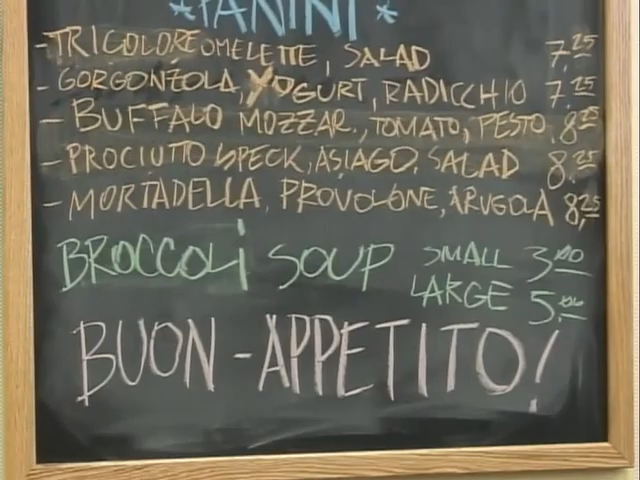 *PANINI*
-TRICOLORE OMELETTE, SALAD 7.25
- GORGONZOLA, YOGURT, RADICCHIO 7.25
- BUFFALO MOZZAR., TOMATO, PESTO 8.25
- PROCIUTTO SPECK, ASIAGO, SALAD 8.25
- MORTADELLA, PROVOLONE, ARUGOLA 8.25
BROCCOLi SOUP SMALL 3.00
LARGE 5.00
BUON-APPETITO!